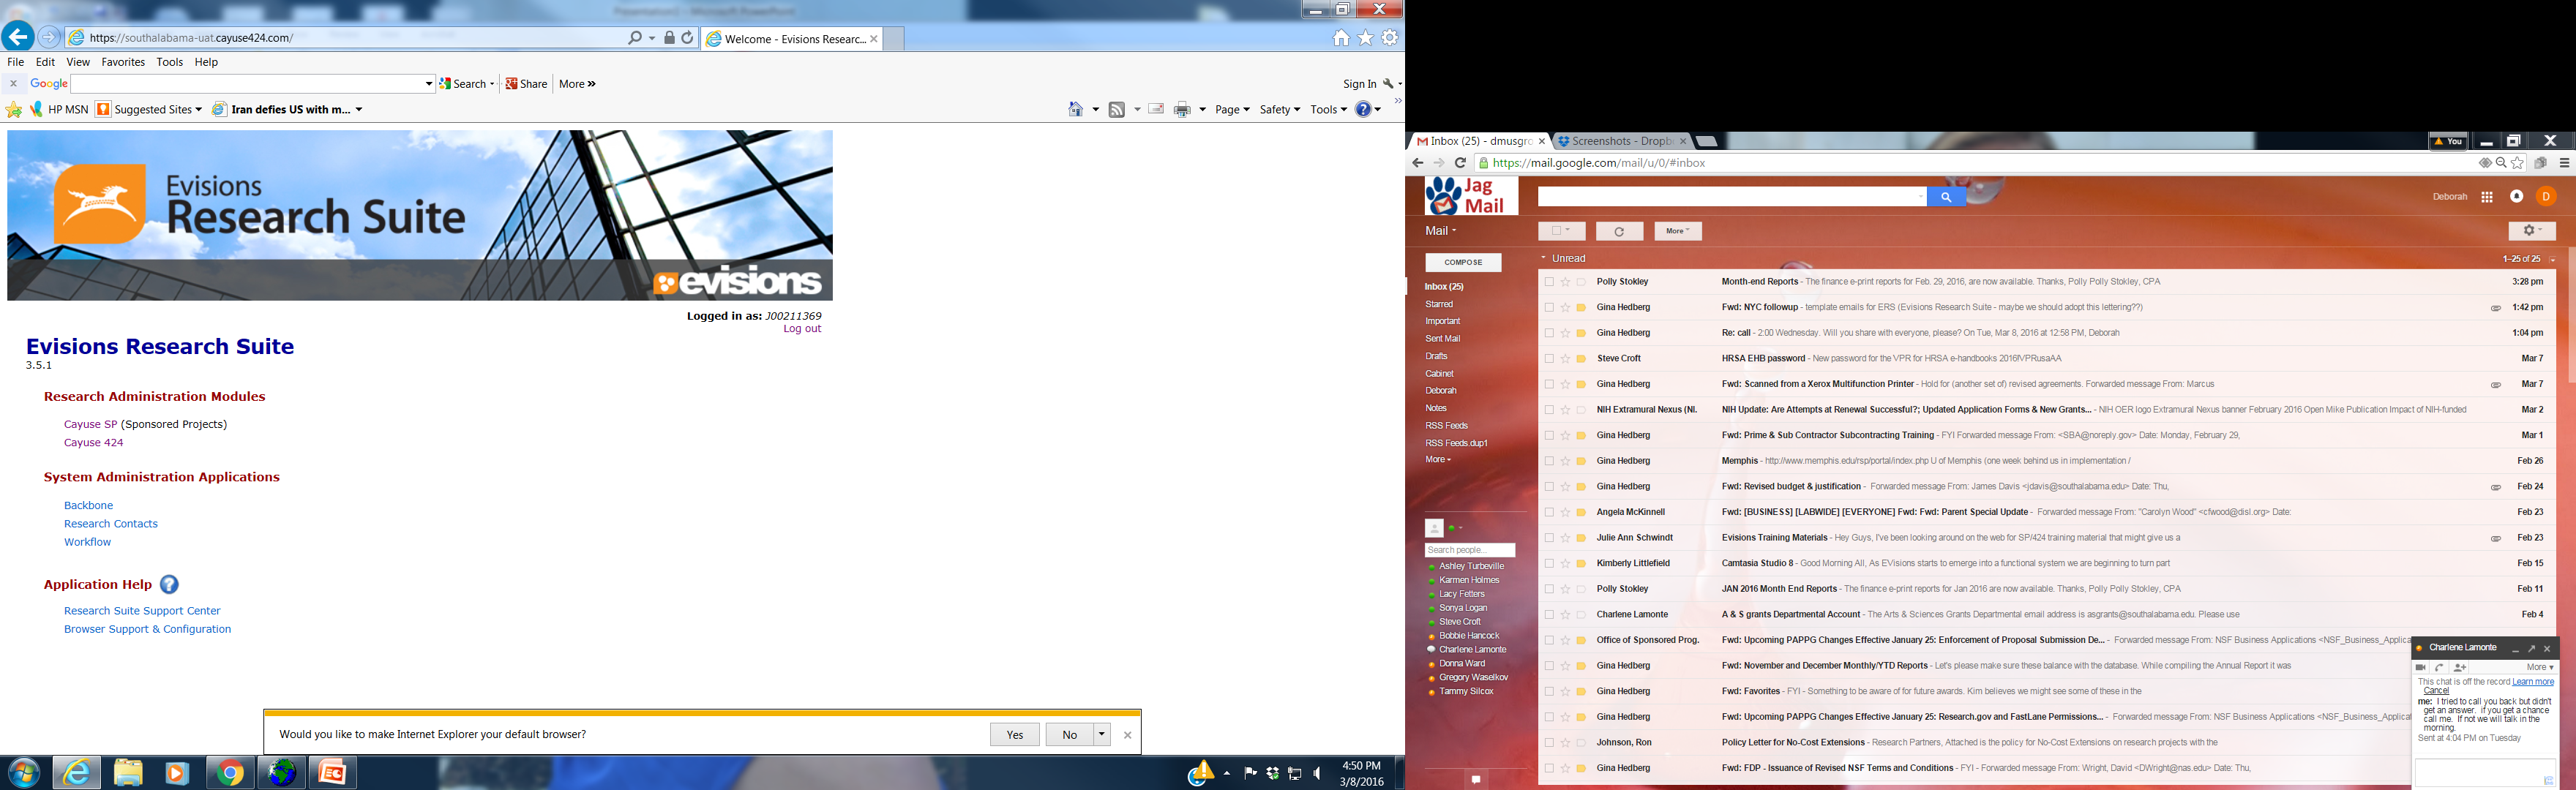 Presentation1 - Microsoft PowerPoint
https://southalabama-uat.cayuse424.com/
Welcome - Evisions Researc...
File Edit View Favorites Tools Help
x Google Search Share More » Sign In
HP MSN Suggested Sites Iran defies US with m... Page Safety Tools
Evisions
Research Suite
evisions
Logged in as: J00211369
Log out
Evisions Research Suite
3.5.1
Research Administration Modules
Cayuse SP (Sponsored Projects)
Cayuse 424
System Administration Applications
Backbone
Research Contacts
Workflow
Application Help
Research Suite Support Center
Browser Support & Configuration
Would you like to make Internet Explorer your default browser? Yes No
4:50 PM
3/8/2016
Inbox (25) - dmusgro Screenshots - Dropb You
https://mail.google.com/mail/u/0/#inbox
Jag
Mail
Deborah D
Mail More
COMPOSE
Unread 1–25 of 25
Inbox (25)
Starred
Important
Sent Mail
Drafts
Cabinet
Deborah
Notes
RSS Feeds
RSS Feeds.dup1
More
Search people...
Ashley Turbeville
Karmen Holmes
Lacy Fetters
Sonya Logan
Steve Croft
Bobbie Hancock
Charlene Lamonte
Donna Ward
Gregory Waselkov
Tammy Silcox
Polly Stokley Month-end Reports - The finance e-print reports for Feb. 29, 2016, are now available. Thanks, Polly Polly Stokley, CPA 3:28 pm
Gina Hedberg Fwd: NYC followup - template emails for ERS (Evisions Research Suite - maybe we should adopt this lettering??) 1:42 pm
Gina Hedberg Re: call - 2:00 Wednesday. Will you share with everyone, please? On Tue, Mar 8, 2016 at 12:58 PM, Deborah 1:04 pm
Steve Croft HRSA EHB password - New password for the VPR for HRSA e-handbooks 2016!VPRusaAA Mar 7
Gina Hedberg Fwd: Scanned from a Xerox Multifunction Printer - Hold for (another set of) revised agreements. Forwarded message From: Marcus Mar 7
NIH Extramural Nexus (NI. NIH Update: Are Attempts at Renewal Successful?; Updated Application Forms & New Grants... - NIH OER logo Extramural Nexus banner February 2016 Open Mike Publication Impact of NIH-funded Mar 2
Gina Hedberg Fwd: Prime & Sub Contractor Subcontracting Training - FYI Forwarded message From: <SBA@noreply.gov> Date: Monday, February 29, Mar 1
Gina Hedberg Memphis - http://www.memphis.edu/rsp/portal/index.php U of Memphis (one week behind us in implementation / Feb 26
Gina Hedberg Fwd: Revised budget & justification - Forwarded message From: James Davis <jdavis@southalabama.edu> Date: Thu, Feb 24
Angela McKinnell Fwd: [BUSINESS] [LABWIDE] [EVERYONE] Fwd: Fwd: Parent Special Update - Forwarded message From: "Carolyn Wood" <cfwood@disl.org> Date: Feb 23
Julie Ann Schwindt Evisions Training Materials - Hey Guys, I've been looking around on the web for SP/424 training material that might give us a Feb 23
Kimberly Littlefield Camtasia Studio 8 - Good Morning All, As EVisions starts to emerge into a functional system we are beginning to turn part Feb 15
Polly Stokley JAN 2016 Month End Reports - The finance e-print reports for Jan 2016 are now available. Thanks, Polly Polly Stokley, CPA Feb 11
Charlene Lamonte A & S grants Departmental Account - The Arts & Sciences Grants Departmental email address is asgrants@southalabama.edu. Please use Feb 4
Office of Sponsored Prog. Fwd: Upcoming PAPPG Changes Effective January 25: Enforcement of Proposal Submission De... - Forwarded message From: NSF Business Applications <NSF_Business_Applica
Gina Hedberg Fwd: November and December Monthly/YTD Reports - Let's please make sure these balance with the database. While compiling the Annual Report it was
Gina Hedberg Fwd: Favorites - FYI - Something to be aware of for future awards. Kim believes we might see some of these in the
Gina Hedberg Fwd: Upcoming PAPPG Changes Effective January 25: Research.gov and FastLane Permissions... - Forwarded message From: NSF Business Applications <NSF_Business_Applicat
Johnson, Ron Policy Letter for No-Cost Extensions - Research Partners, Attached is the policy for No-Cost Extensions on research projects with the
Gina Hedberg Fwd: FDP - Issuance of Revised NSF Terms and Conditions - FYI - Forwarded message From: Wright, David <DWright@nas.edu> Date: Thu,
Charlene Lamonte
More
This chat is off the record Learn more
Cancel
me: I tried to call you back but didn't
get an answer. if you get a chance
call me. If not we will talk in the
morning.
Sent at 4:04 PM on Tuesday